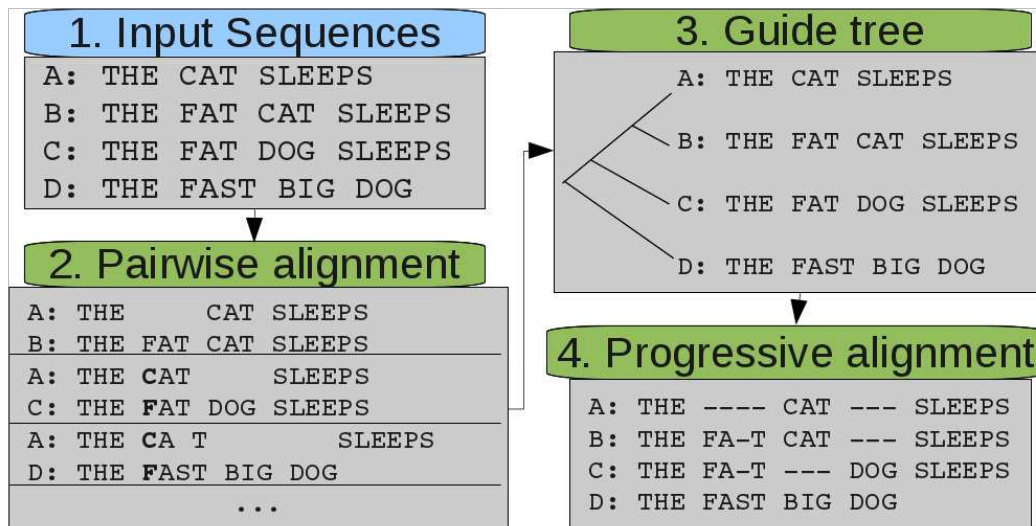 1. Input Sequences
A: THE CAT SLEEPS
B: THE FAT CAT SLEEPS
C: THE FAT DOG SLEEPS
D: THE FAST BIG DOG
2. Pairwise alignment
A: THE     CAT SLEEPS
B: THE FAT CAT SLEEPS
A: THE CAT     SLEEPS
C: THE FAT DOG SLEEPS
A: THE CA T        SLEEPS
D: THE FAST BIG DOG
...
3. Guide tree
A: THE CAT SLEEPS
B: THE FAT CAT SLEEPS
C: THE FAT DOG SLEEPS
D: THE FAST BIG DOG
4. Progressive alignment
A: THE ---- CAT --- SLEEPS
B: THE FA-T CAT --- SLEEPS
C: THE FA-T --- DOG SLEEPS
D: THE FAST BIG DOG